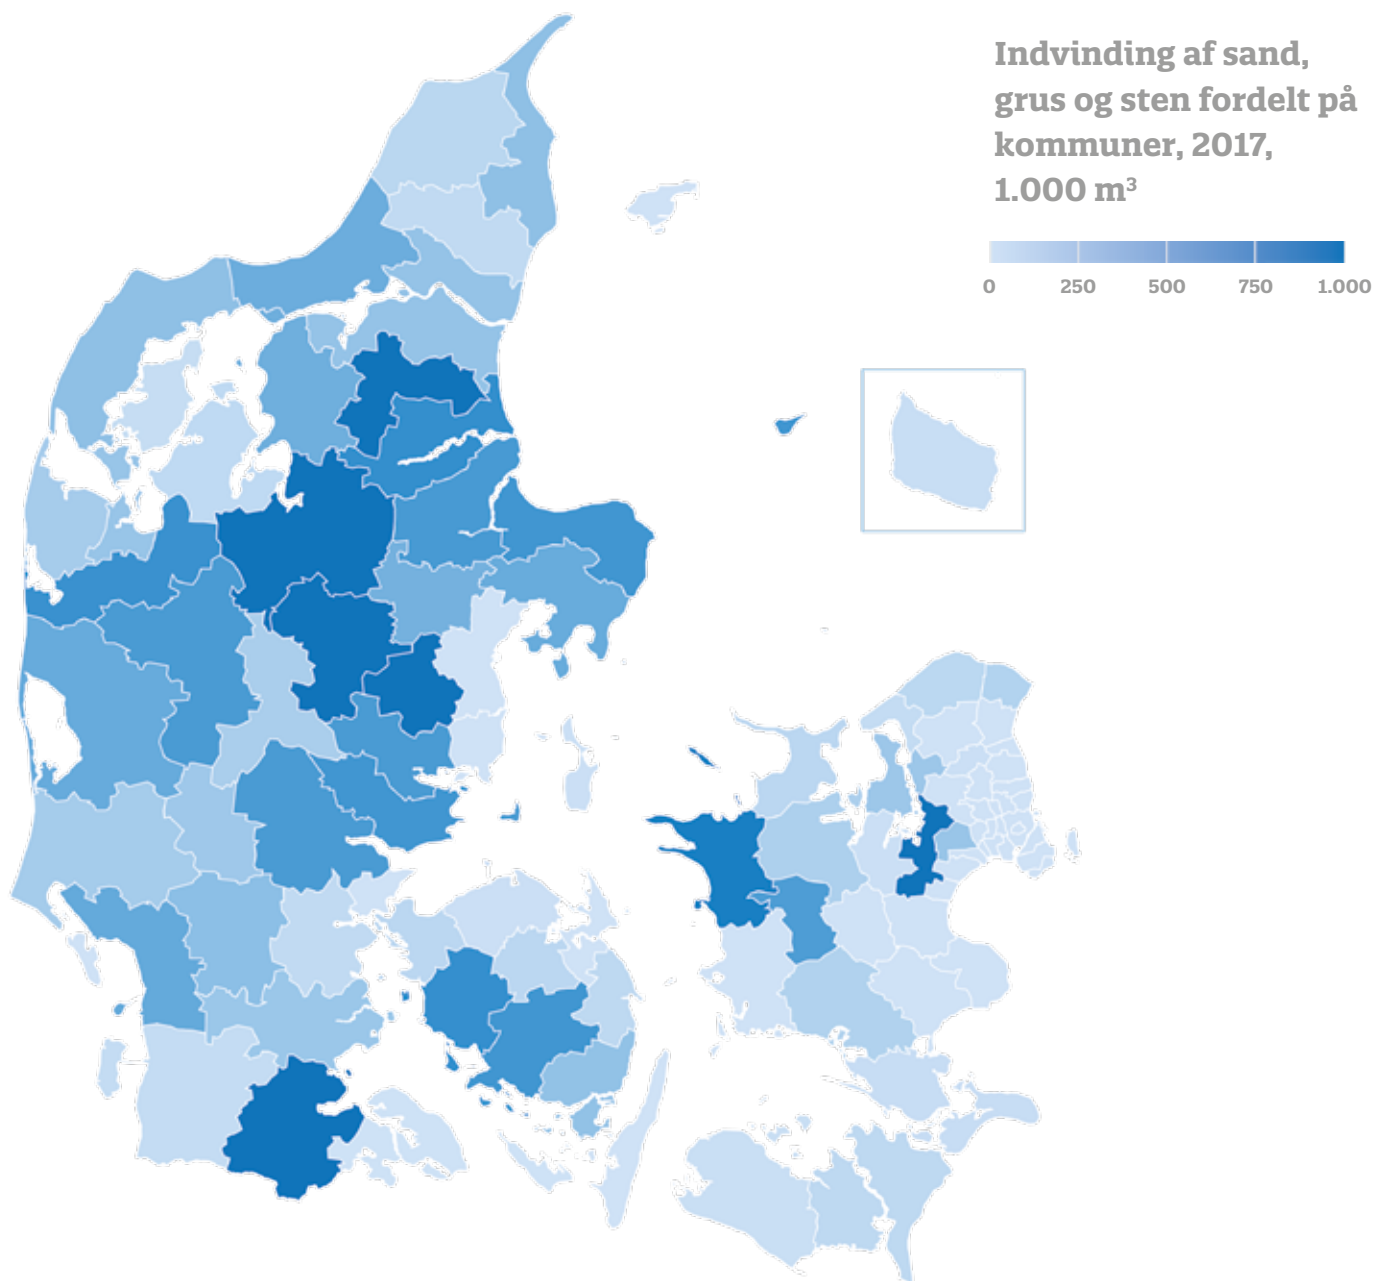 Indvinding af sand,
grus og sten fordelt på
kommuner, 2017,
1.000 m³
0 250 500 750 1.000